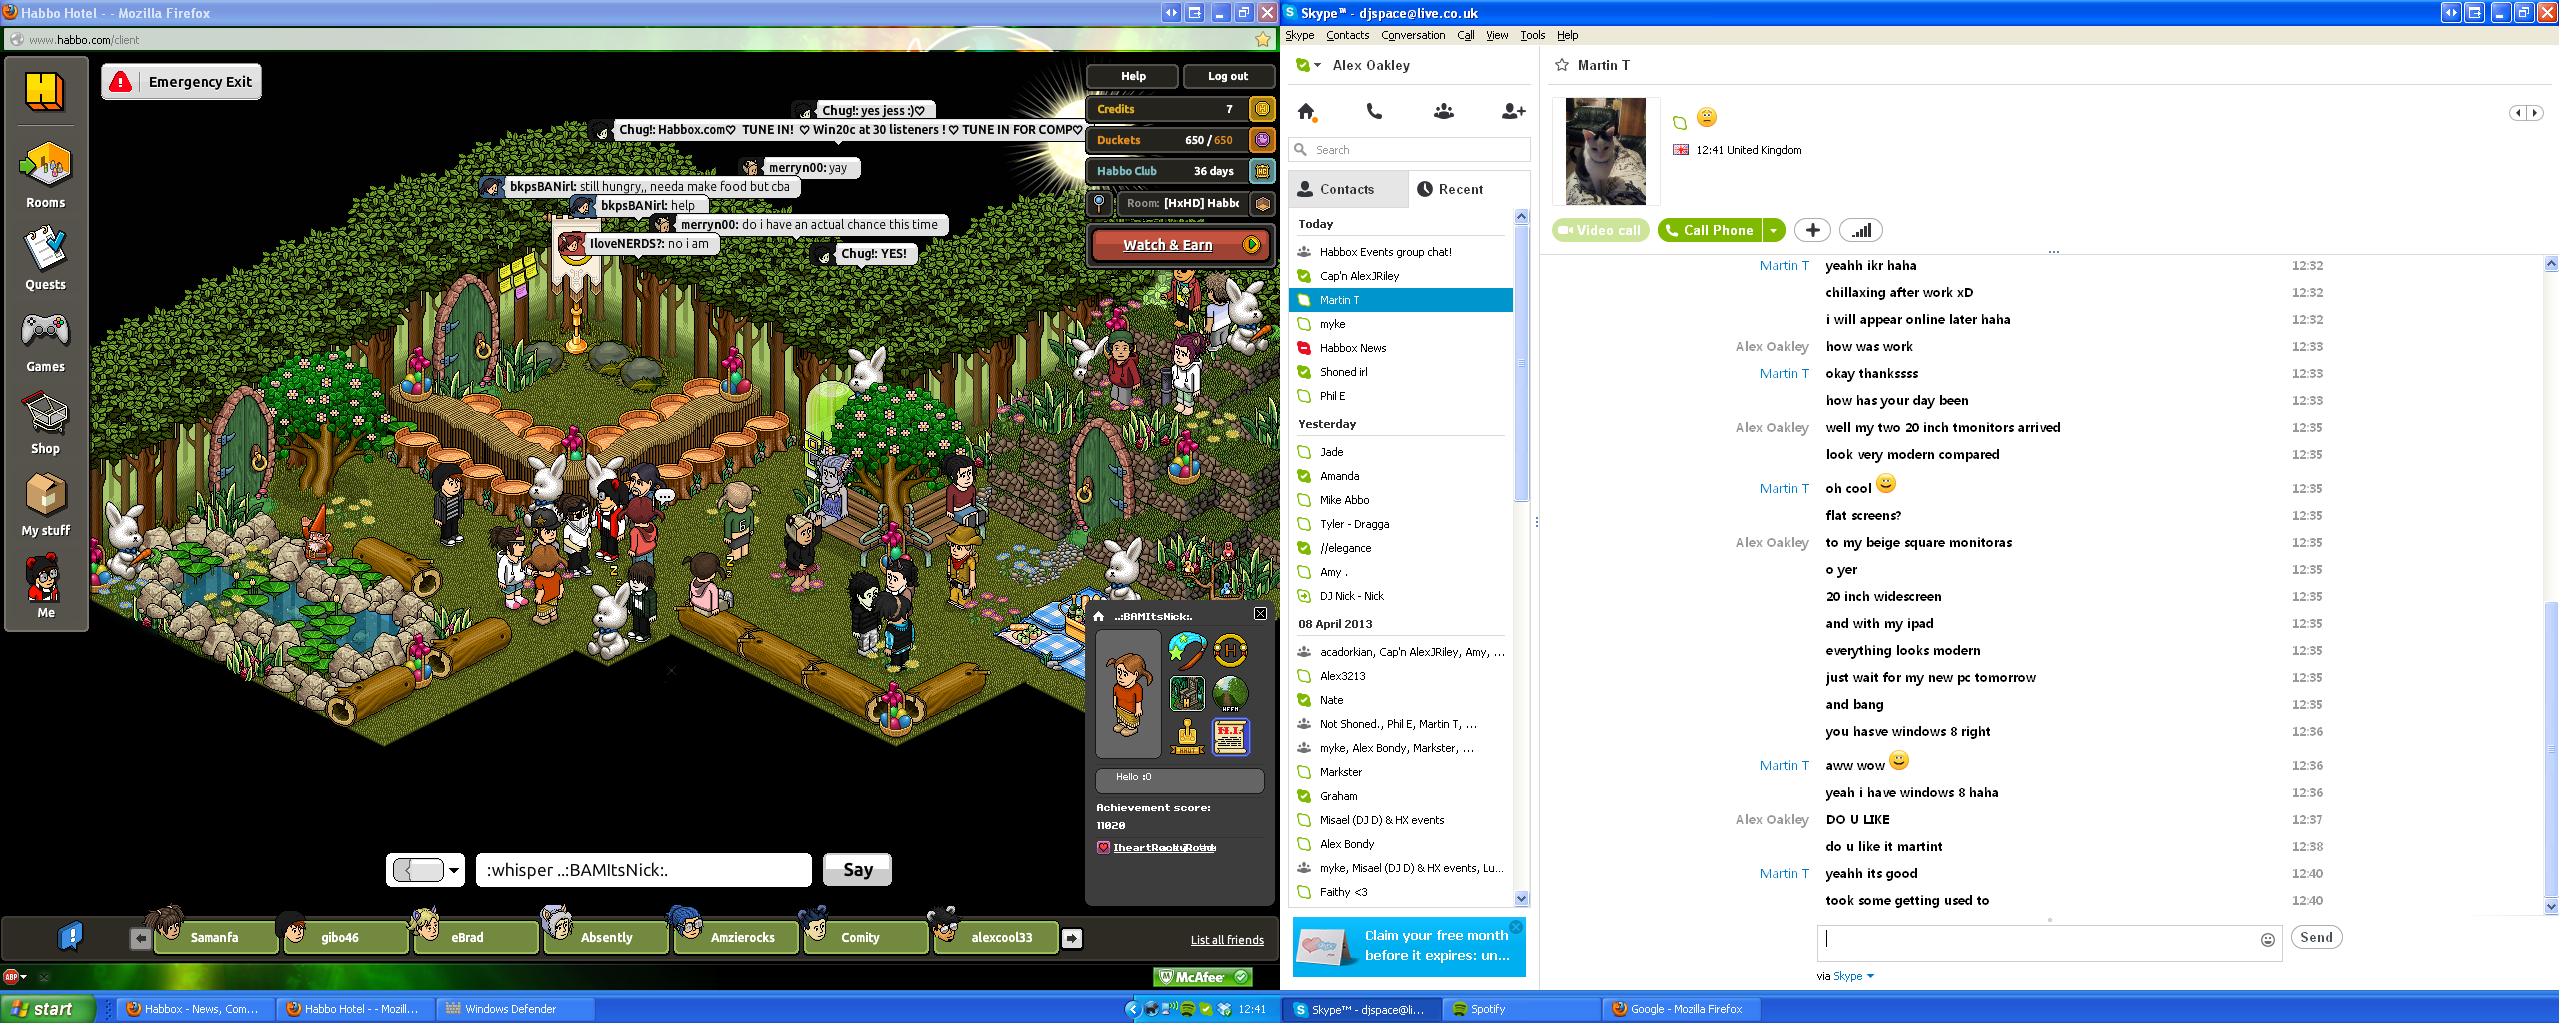 Habbo Hotel - - Mozilla Firefox
www.habbo.com/client
Emergency Exit
Rooms
Quests
Games
Shop
My stuff
Me
Help
Log out
Credits 7
Duckets 650 / 650
Habbo Club 36 days
Room: [HxHD] Habbc
Watch & Earn
Chug!: yes jess :)♡
Chug!: Habbox.com♡ TUNE IN! ♡ Win20c at 30 listeners ! ♡ TUNE IN FOR COMP♡
merryn00: yay
bkpsBANirl: still hungry,, needa make food but cba
bkpsBANirl: help
merryn00: do i have an actual chance this time
IloveNERDS?: no i am
Chug!: YES!
..:BAMItsNick:.
Hello :O
Achievement score:
11020
:whisper ..:BAMItsNick:.
Say
Samanfa
gibo46
eBrad
Absently
Amzierocks
Comity
alexcool33
List all friends
ABP
McAfee
start
Habbox - News, Com...
Habbo Hotel - - Mozill...
Windows Defender
12:41
Skype™ - djspace@live.co.uk
Skype Contacts Conversation Call View Tools Help
Alex Oakley
Search
Contacts
Recent
Today
Habbox Events group chat!
Cap'n AlexJRiley
Martin T
myke
Habbox News
Shoned irl
Phil E
Yesterday
Jade
Amanda
Mike Abbo
Tyler - Dragga
//elegance
Amy .
DJ Nick - Nick
08 April 2013
acadorkian, Cap'n AlexJRiley, Amy, ...
Alex3213
Nate
Not Shoned., Phil E, Martin T, ...
myke, Alex Bondy, Markster, ...
Markster
Graham
Misael (DJ D) & HX events
Alex Bondy
myke, Misael (DJ D) & HX events, Lu...
Faithy <3
Claim your free month
before it expires: un...
Martin T
12:41 United Kingdom
Video call
Call Phone
Martin T yeahh ikr haha 12:32
chillaxing after work xD 12:32
i will appear online later haha 12:32
Alex Oakley how was work 12:33
Martin T okay thankssss 12:33
how has your day been 12:33
Alex Oakley well my two 20 inch tmonitors arrived 12:35
look very modern compared 12:35
Martin T oh cool 12:35
flat screens? 12:35
Alex Oakley to my beige square monitoras 12:35
o yer 12:35
20 inch widescreen 12:35
and with my ipad 12:35
everything looks modern 12:35
just wait for my new pc tomorrow 12:35
and bang 12:35
you hasve windows 8 right 12:36
Martin T aww wow 12:36
yeah i have windows 8 haha 12:36
Alex Oakley DO U LIKE 12:37
do u like it martint 12:38
Martin T yeahh its good 12:40
took some getting used to 12:40
Send
via Skype
Skype™ - djspace@li...
Spotify
Google - Mozilla Firefox